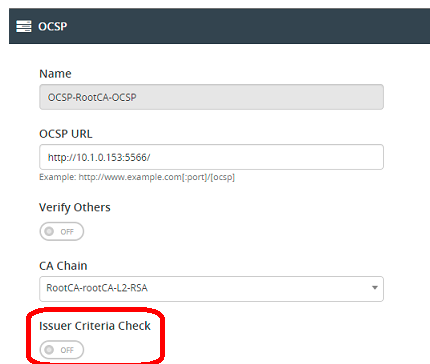 OCSP
Name
OCSP-RootCA-OCSP
OCSP URL
http://10.1.0.153:5566/
Example: http://www.example.com[:port]/[ocsp]
Verify Others
OFF
CA Chain
RootCA-rootCA-L2-RSA
Issuer Criteria Check
OFF